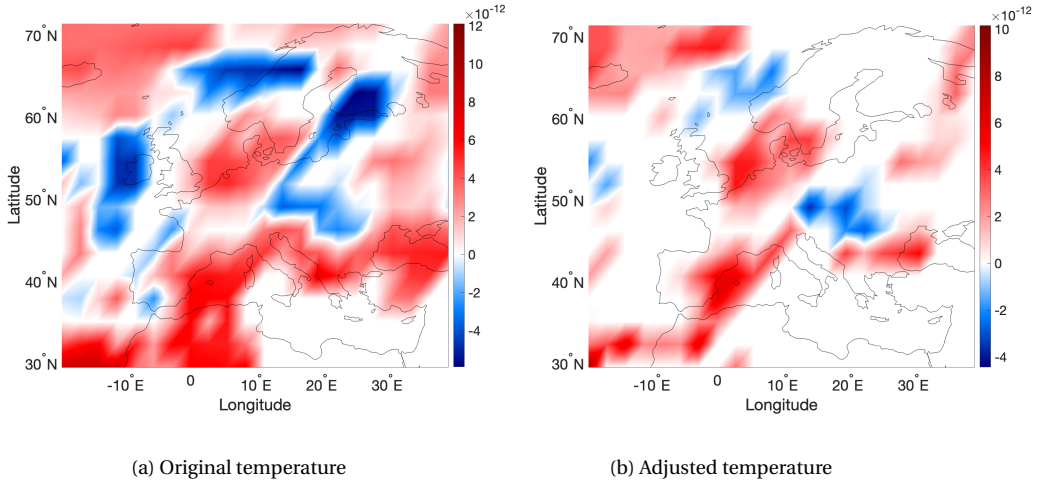 ×10⁻¹²
12
10
8
6
4
2
0
-2
-4
70°N
60°N
50°N
40°N
30°N
Latitude
-10°E
0
10°E
20°E
30°E
Longitude
(a) Original temperature
×10⁻¹²
10
8
6
4
2
0
-2
-4
70°N
60°N
50°N
40°N
30°N
Latitude
-10°E
0
10°E
20°E
30°E
Longitude
(b) Adjusted temperature